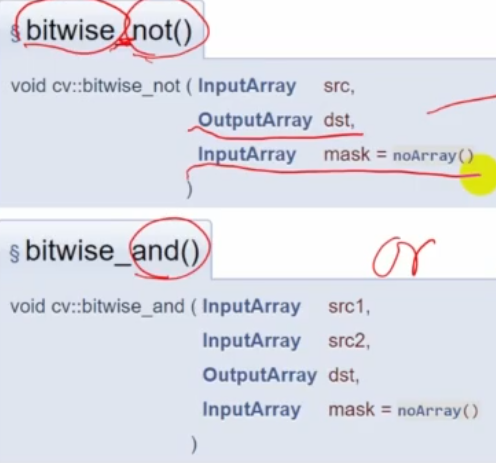 § bitwise_not()
void cv::bitwise_not ( InputArray src,
OutputArray dst,
InputArray mask = noArray()
)
§ bitwise_and()
or
void cv::bitwise_and ( InputArray src1,
InputArray src2,
OutputArray dst,
InputArray mask = noArray()
)